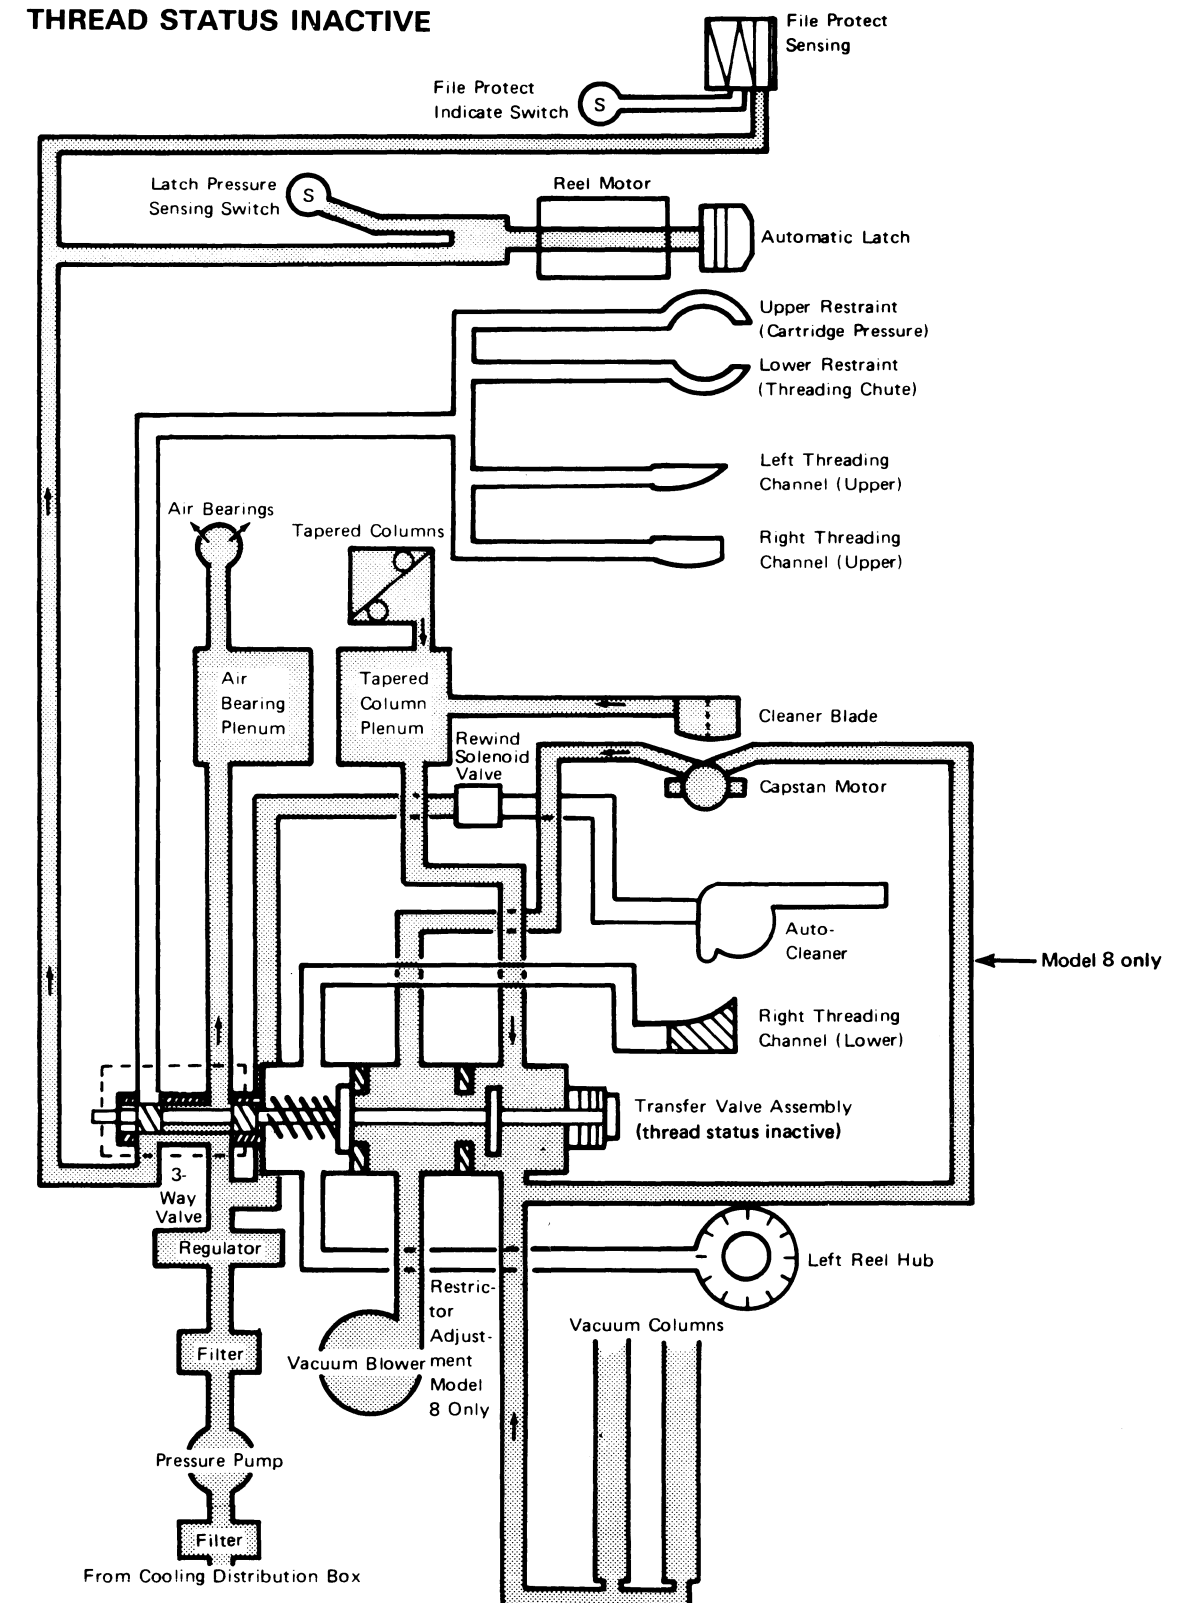 THREAD STATUS INACTIVE
File Protect
Sensing
File Protect
Indicate Switch
S
Latch Pressure
Sensing Switch
S
Reel Motor
Automatic Latch
Upper Restraint
(Cartridge Pressure)
Lower Restraint
(Threading Chute)
Left Threading
Channel (Upper)
Air Bearings
Tapered Columns
Right Threading
Channel (Upper)
Air
Bearing
Plenum
Tapered
Column
Plenum
Cleaner Blade
Rewind
Solenoid
Valve
Capstan Motor
Auto-
Cleaner
Model 8 only
Right Threading
Channel (Lower)
Transfer Valve Assembly
(thread status inactive)
3-
Way
Valve
Regulator
Left Reel Hub
Restric-
tor
Adjust-
ment
Model
8 Only
Vacuum Columns
Filter
Vacuum Blower
Pressure Pump
Filter
From Cooling Distribution Box